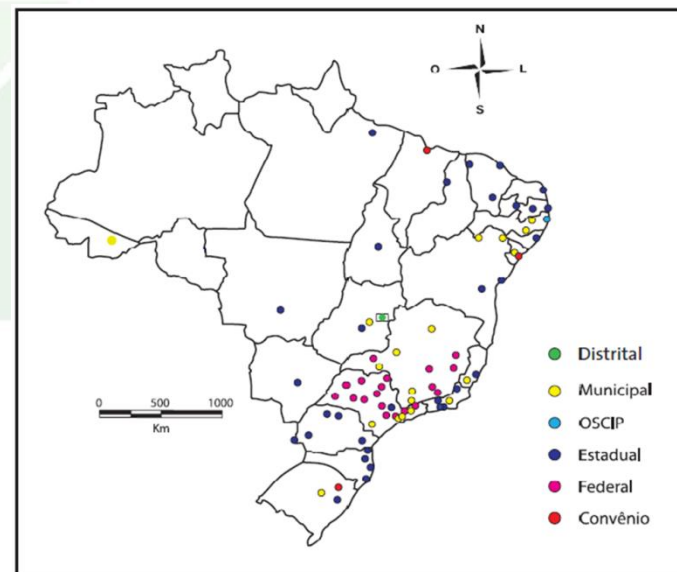 N
O
L
S
0
500
1000
Km
Distrital
Municipal
OSCIP
Estadual
Federal
Convênio